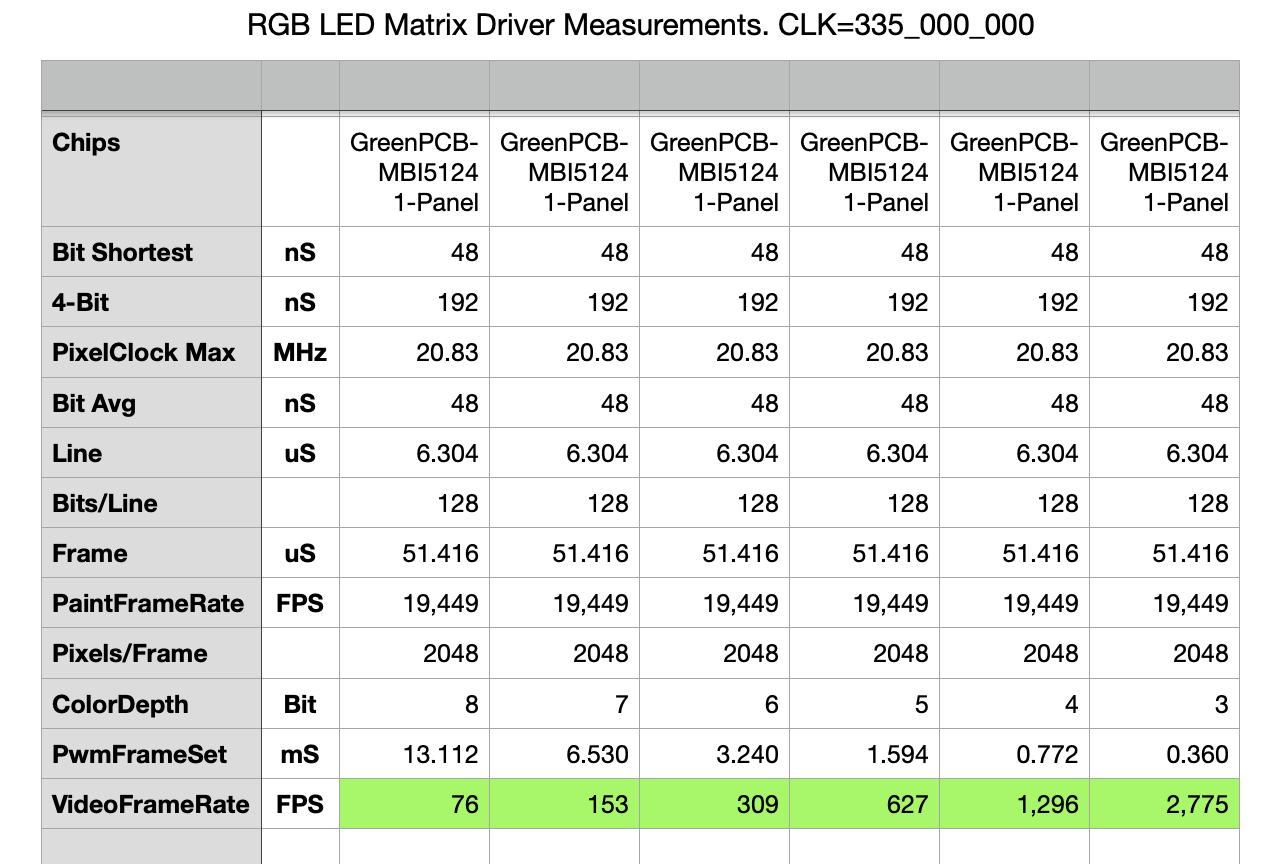 RGB LED Matrix Driver Measurements. CLK=335_000_000
Chips GreenPCB- GreenPCB- GreenPCB- GreenPCB- GreenPCB- GreenPCB-
MBI5124 MBI5124 MBI5124 MBI5124 MBI5124 MBI5124
1-Panel 1-Panel 1-Panel 1-Panel 1-Panel 1-Panel
Bit Shortest nS 48 48 48 48 48 48
4-Bit nS 192 192 192 192 192 192
PixelClock Max MHz 20.83 20.83 20.83 20.83 20.83 20.83
Bit Avg nS 48 48 48 48 48 48
Line uS 6.304 6.304 6.304 6.304 6.304 6.304
Bits/Line 128 128 128 128 128 128
Frame uS 51.416 51.416 51.416 51.416 51.416 51.416
PaintFrameRate FPS 19,449 19,449 19,449 19,449 19,449 19,449
Pixels/Frame 2048 2048 2048 2048 2048 2048
ColorDepth Bit 8 7 6 5 4 3
PwmFrameSet mS 13.112 6.530 3.240 1.594 0.772 0.360
VideoFrameRate FPS 76 153 309 627 1,296 2,775